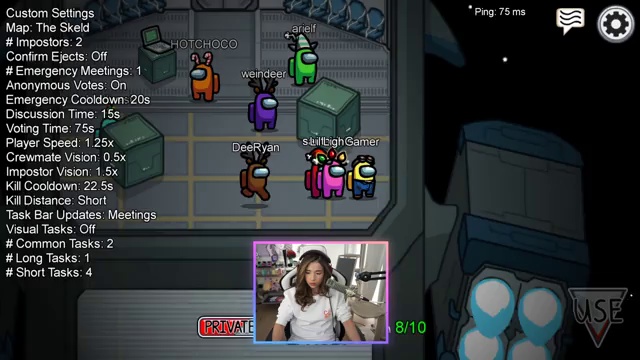 Custom Settings
Map: The Skeld
# Impostors: 2
Confirm Ejects: Off
# Emergency Meetings: 1
Anonymous Votes: On
Emergency Cooldown: 20s
Discussion Time: 15s
Voting Time: 75s
Player Speed: 1.25x
Crewmate Vision: 0.5x
Impostor Vision: 1.5x
Kill Cooldown: 22.5s
Kill Distance: Short
Task Bar Updates: Meetings
Visual Tasks: Off
# Common Tasks: 2
# Long Tasks: 1
# Short Tasks: 4
Ping: 75 ms
arielf
HOTCHOCO
weindeer
DeeRyan
Gamer
PRIVATE
8/10
USE